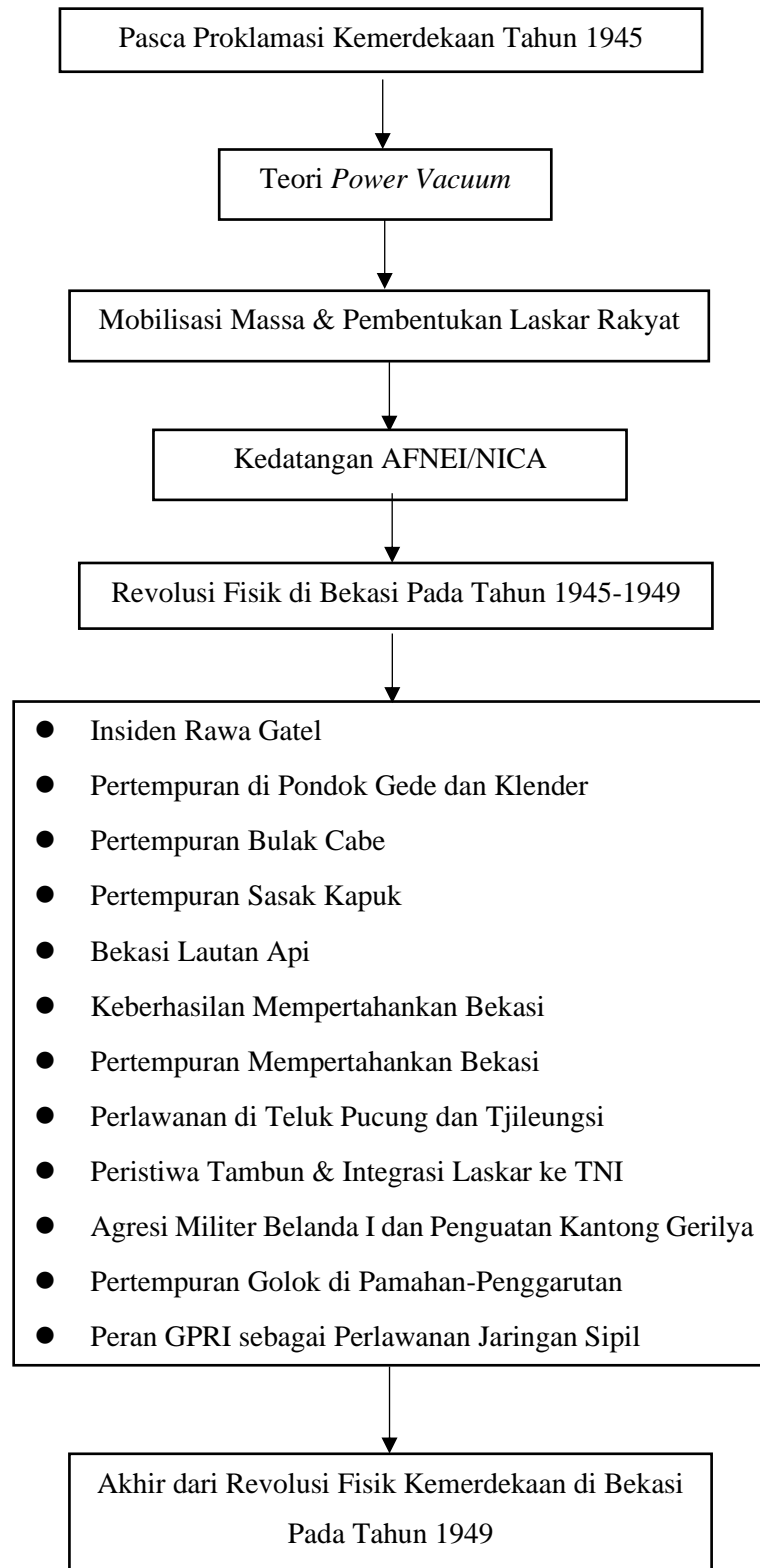 Pasca Proklamasi Kemerdekaan Tahun 1945
Teori Power Vacuum
Mobilisasi Massa & Pembentukan Laskar Rakyat
Kedatangan AFNEI/NICA
Revolusi Fisik di Bekasi Pada Tahun 1945-1949
● Insiden Rawa Gatel
● Pertempuran di Pondok Gede dan Klender
● Pertempuran Bulak Cabe
● Pertempuran Sasak Kapuk
● Bekasi Lautan Api
● Keberhasilan Mempertahankan Bekasi
● Pertempuran Mempertahankan Bekasi
● Perlawanan di Teluk Pucung dan Tjileungsi
● Peristiwa Tambun & Integrasi Laskar ke TNI
● Agresi Militer Belanda I dan Penguatan Kantong Gerilya
● Pertempuran Golok di Pamahan-Penggarutan
● Peran GPRI sebagai Perlawanan Jaringan Sipil
Akhir dari Revolusi Fisik Kemerdekaan di Bekasi
Pada Tahun 1949